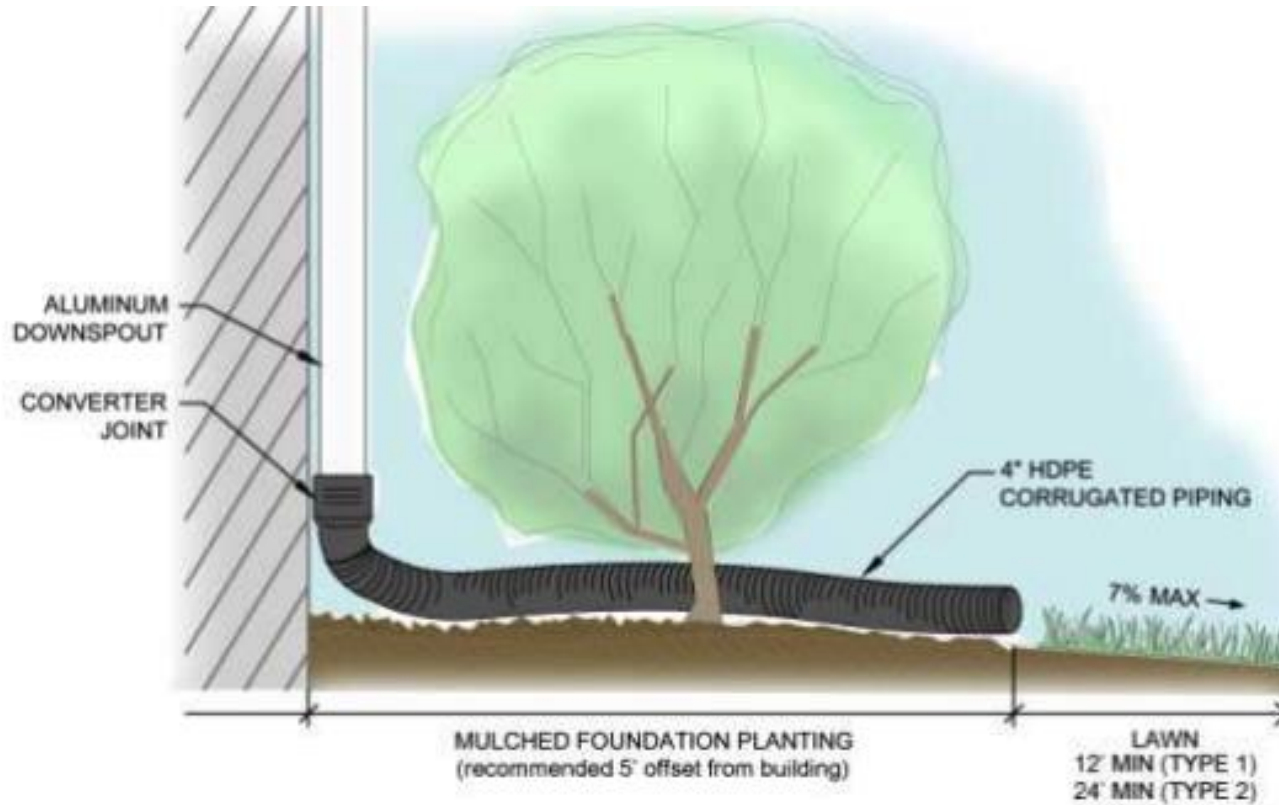 ALUMINUM
DOWNSPOUT
CONVERTER
JOINT
4" HDPE
CORRUGATED PIPING
7% MAX
MULCHED FOUNDATION PLANTING
(recommended 5' offset from building)
LAWN
12' MIN (TYPE 1)
24' MIN (TYPE 2)